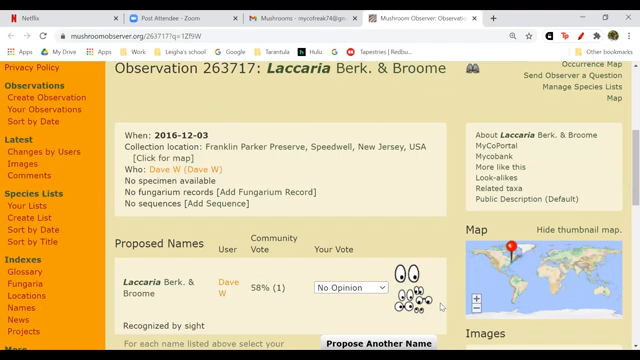 Netflix
Post Attendee - Zoom
Mushrooms - mycofreak74@gm
Mushroom Observer: Observatio
mushroomobserver.org/263717?q=1Zf9W
Apps
Blog
School
Work
Leigha's school
Tarantula
Hulu
Tapestries | Redbu...
Other bookmarks
Privacy Policy
Observations
Create Observation
Your Observations
Sort by Date
Latest
Changes by Users
Images
Comments
Species Lists
Your Lists
Create List
Sort by Date
Sort by Title
Indexes
Glossary
Fungaria
Locations
Names
News
Projects
Observation 263717: Laccaria Berk. & Broome
When: 2016-12-03
Collection location: Franklin Parker Preserve, Speedwell, New Jersey, USA
[Click for map]
Who: Dave W (Dave W)
No specimen available
No fungarium records [Add Fungarium Record]
No sequences [Add Sequence]
Proposed Names
User
Community
Vote
Your Vote
Laccaria Berk. &
Broome
Dave
W
58% (1)
No Opinion
Recognized by sight
For each name listed above select your
Propose Another Name
Occurrence Map
Send Observer a Question
Manage Species Lists
Map
About Laccaria Berk. & Broome
MyCoPortal
Mycobank
More like this
Look-alikes
Related taxa
Public Description (Default)
Map
Hide thumbnail map.
Images